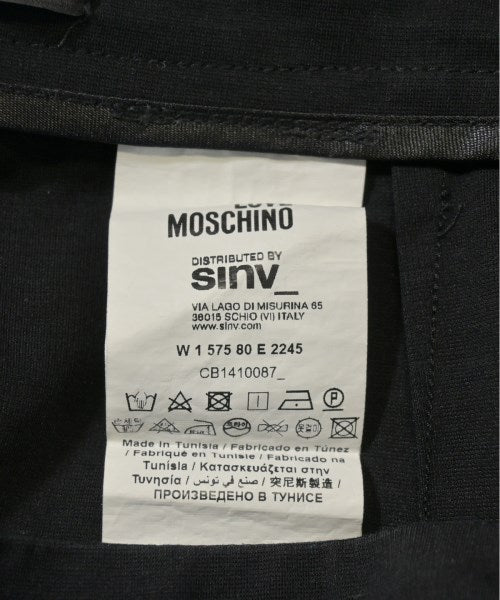 LOVE
MOSCHINO
DISTRIBUTED BY
sinv_
VIA LAGO DI MISURINA 65
36015 SCHIO (VI) ITALY
www.sinv.com
W 1 575 80 E 2245
CB1410087_
P
Made in Tunisia / Fabricado en Túnez
/ Fabriqué en Tunisie / Fabricado na
Tunísia / Κατασκευάζεται στην
Τυνησία / صنع في تونس / 突尼斯製造 /
ПРОИЗВЕДЕНО В ТУНИСЕ